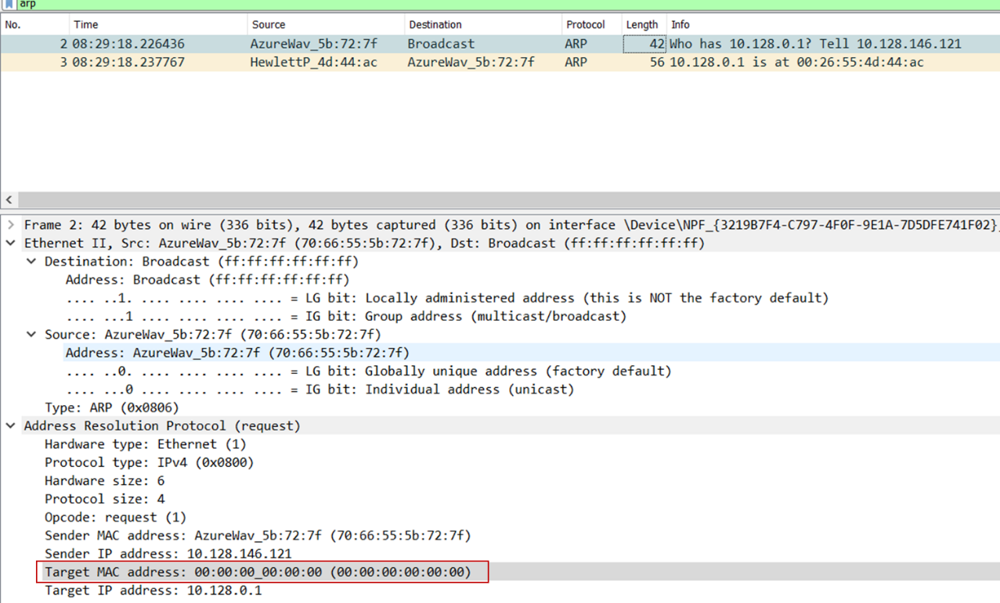 arp
No. Time Source Destination Protocol Length Info
2 08:29:18.226436 AzureWav_5b:72:7f Broadcast ARP 42 Who has 10.128.0.1? Tell 10.128.146.121
3 08:29:18.237767 HewlettP_4d:44:ac AzureWav_5b:72:7f ARP 56 10.128.0.1 is at 00:26:55:4d:44:ac
Frame 2: 42 bytes on wire (336 bits), 42 bytes captured (336 bits) on interface \Device\NPF_{3219B7F4-C797-4F0F-9E1A-7D5DFE741F02},
Ethernet II, Src: AzureWav_5b:72:7f (70:66:55:5b:72:7f), Dst: Broadcast (ff:ff:ff:ff:ff:ff)
Destination: Broadcast (ff:ff:ff:ff:ff:ff)
Address: Broadcast (ff:ff:ff:ff:ff:ff)
.... ..1. .... .... .... .... = LG bit: Locally administered address (this is NOT the factory default)
.... ...1 .... .... .... .... = IG bit: Group address (multicast/broadcast)
Source: AzureWav_5b:72:7f (70:66:55:5b:72:7f)
Address: AzureWav_5b:72:7f (70:66:55:5b:72:7f)
.... ..0. .... .... .... .... = LG bit: Globally unique address (factory default)
.... ...0 .... .... .... .... = IG bit: Individual address (unicast)
Type: ARP (0x0806)
Address Resolution Protocol (request)
Hardware type: Ethernet (1)
Protocol type: IPv4 (0x0800)
Hardware size: 6
Protocol size: 4
Opcode: request (1)
Sender MAC address: AzureWav_5b:72:7f (70:66:55:5b:72:7f)
Sender IP address: 10.128.146.121
Target MAC address: 00:00:00_00:00:00 (00:00:00:00:00:00)
Target IP address: 10.128.0.1